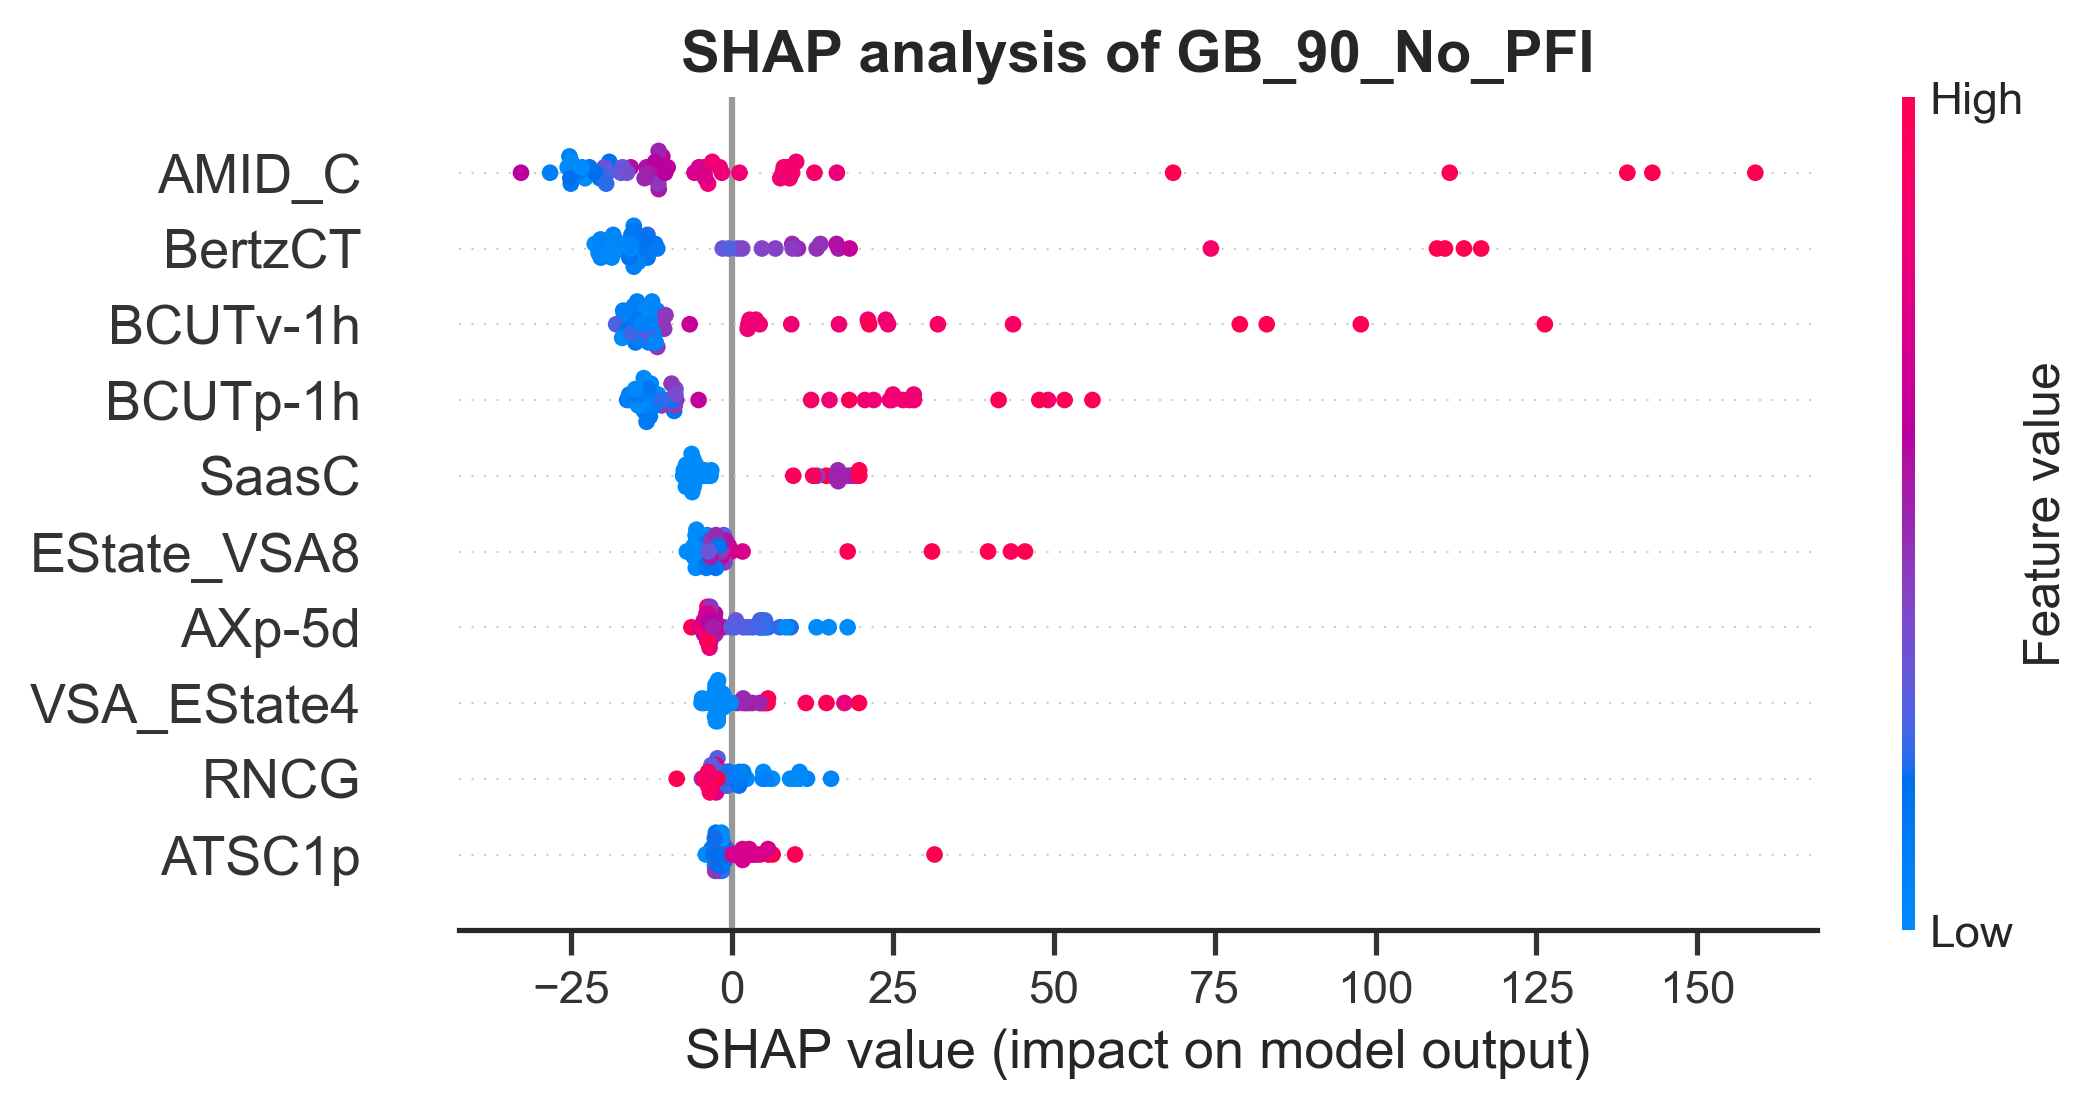 SHAP analysis of GB_90_No_PFI
High
AMID_C
BertzCT
BCUTv-1h
BCUTp-1h
SaasC
EState_VSA8
AXp-5d
VSA_EState4
RNCG
ATSC1p
Feature value
Low
−25 0 25 50 75 100 125 150
SHAP value (impact on model output)